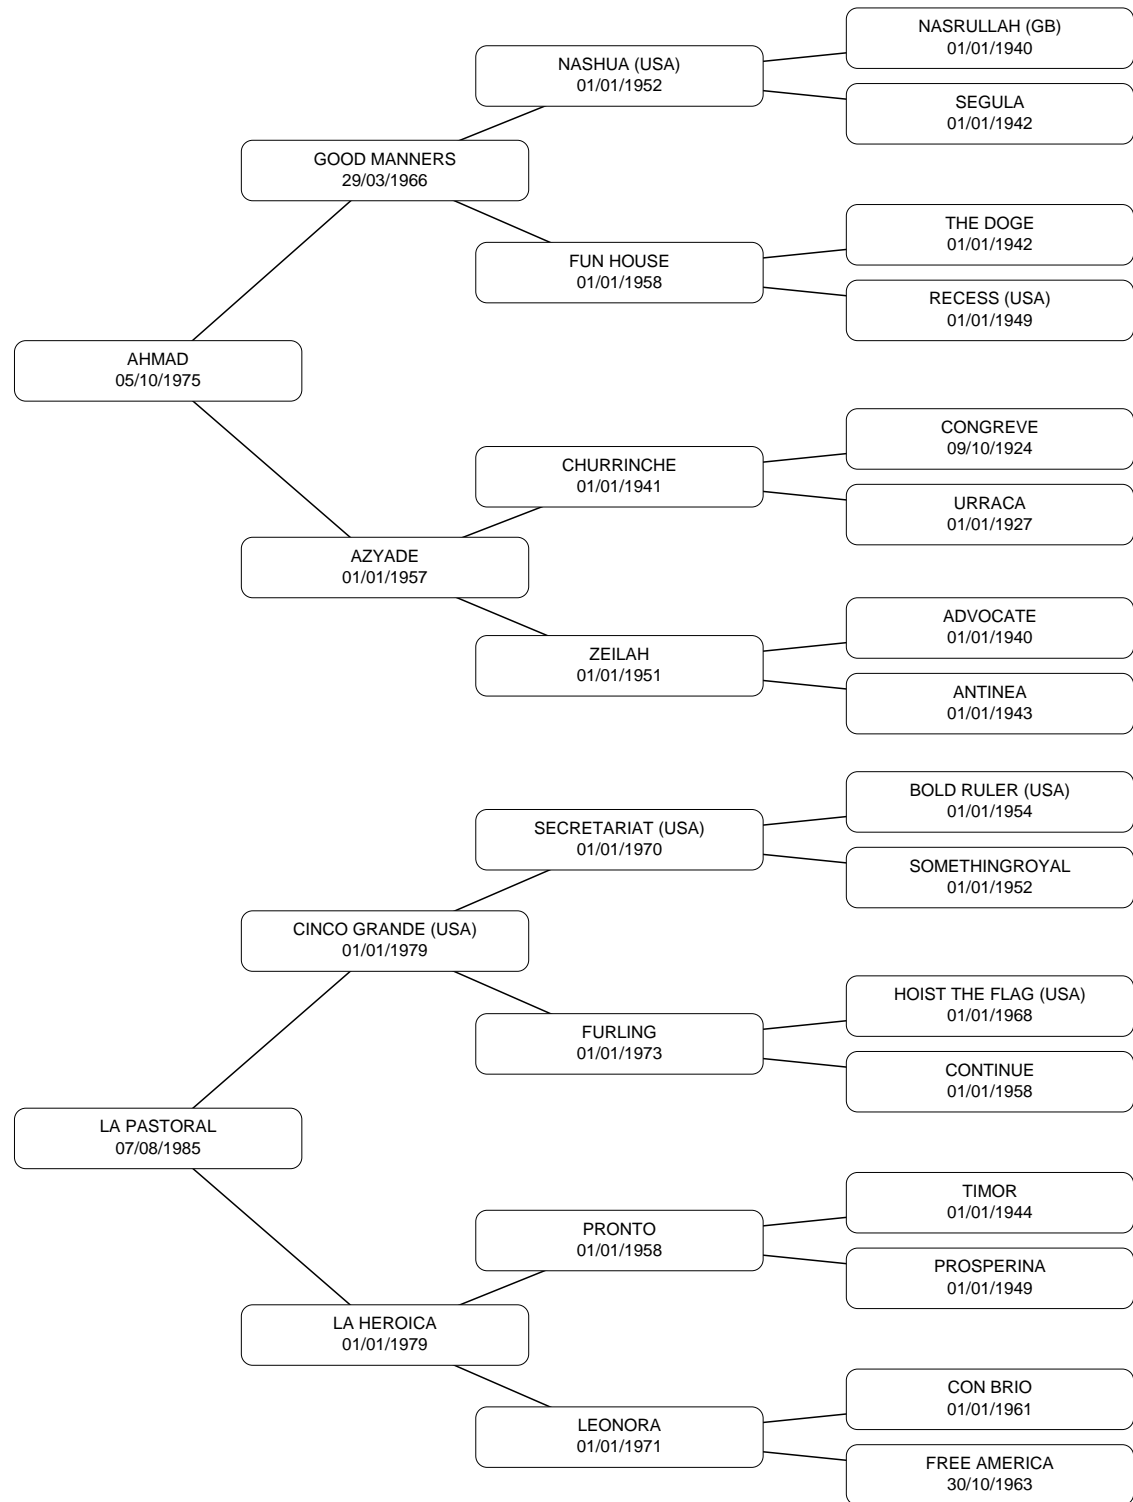 NASRULLAH (GB)
01/01/1940
NASHUA (USA)
01/01/1952
SEGULA
01/01/1942
GOOD MANNERS
29/03/1966
THE DOGE
01/01/1942
FUN HOUSE
01/01/1958
RECESS (USA)
01/01/1949
AHMAD
05/10/1975
CONGREVE
09/10/1924
CHURRINCHE
01/01/1941
URRACA
01/01/1927
AZYADE
01/01/1957
ADVOCATE
01/01/1940
ZEILAH
01/01/1951
ANTINEA
01/01/1943
BOLD RULER (USA)
01/01/1954
SECRETARIAT (USA)
01/01/1970
SOMETHINGROYAL
01/01/1952
CINCO GRANDE (USA)
01/01/1979
HOIST THE FLAG (USA)
01/01/1968
FURLING
01/01/1973
CONTINUE
01/01/1958
LA PASTORAL
07/08/1985
TIMOR
01/01/1944
PRONTO
01/01/1958
PROSPERINA
01/01/1949
LA HEROICA
01/01/1979
CON BRIO
01/01/1961
LEONORA
01/01/1971
FREE AMERICA
30/10/1963